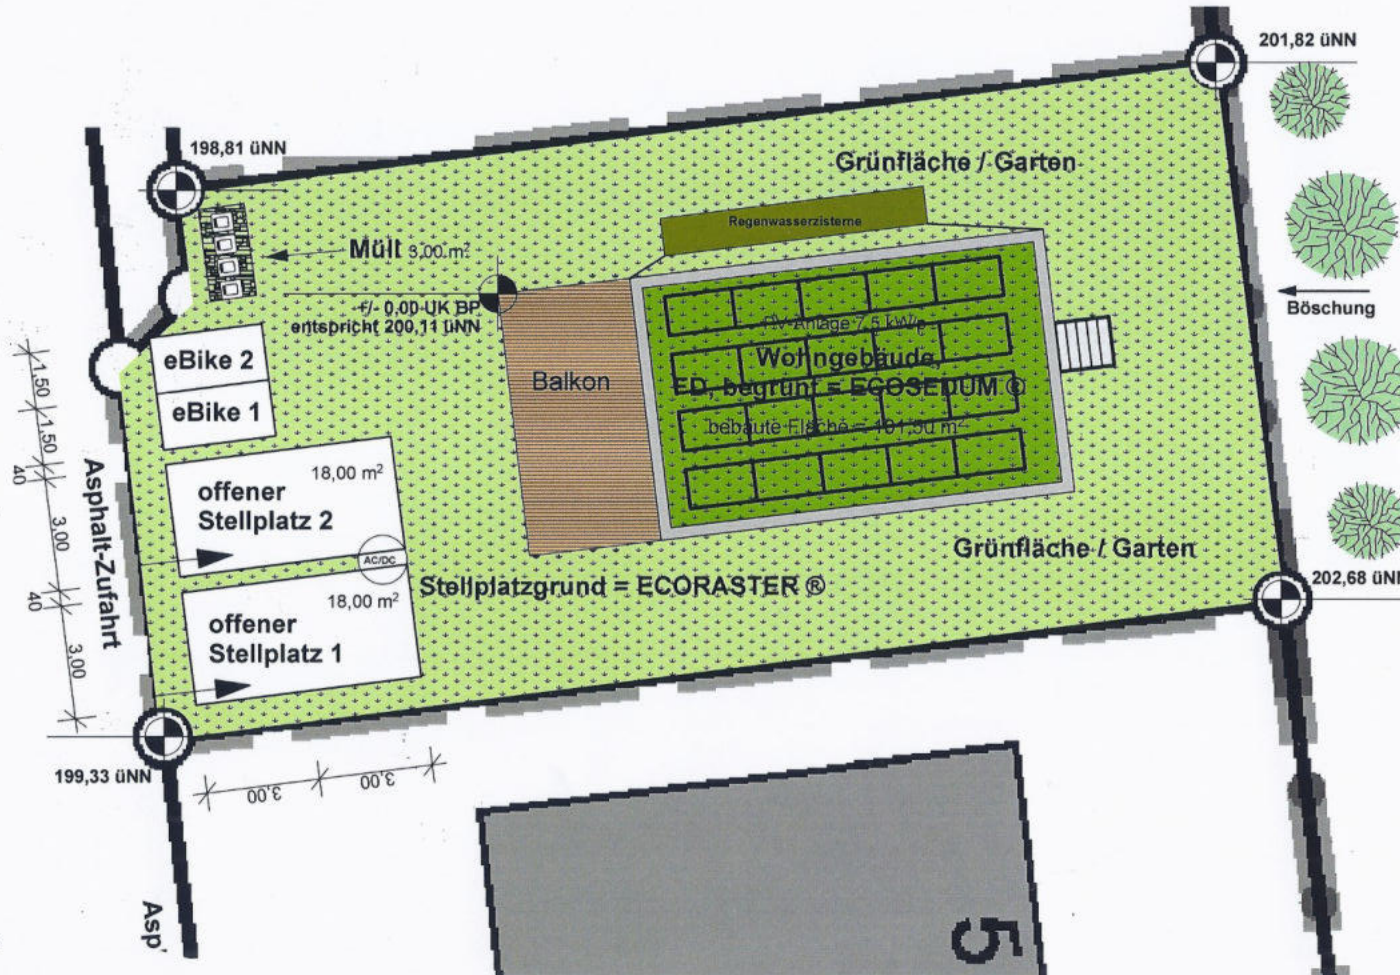 201,82 üNN
198,81 üNN
Grünfläche / Garten
Regenwasserzisterne
Müll 3,00 m²
+/- 0,00 UK BP
entspricht 200,11 üNN
Böschung
PV-Anlage 7,5 kW/p
Wohngebäude,
ED, begrünt = ECOSEDUM ®
bebaute Fläche = 101,50 m²
Balkon
eBike 2
eBike 1
1,50
1,50
40
3,00
40
3,00
Asphalt-Zufahrt
18,00 m²
offener
Stellplatz 2
AC/DC
Grünfläche / Garten
Stellplatzgrund = ECORASTER ®
18,00 m²
offener
Stellplatz 1
202,68 üNN
199,33 üNN
3,00
3,00
Asp'
5